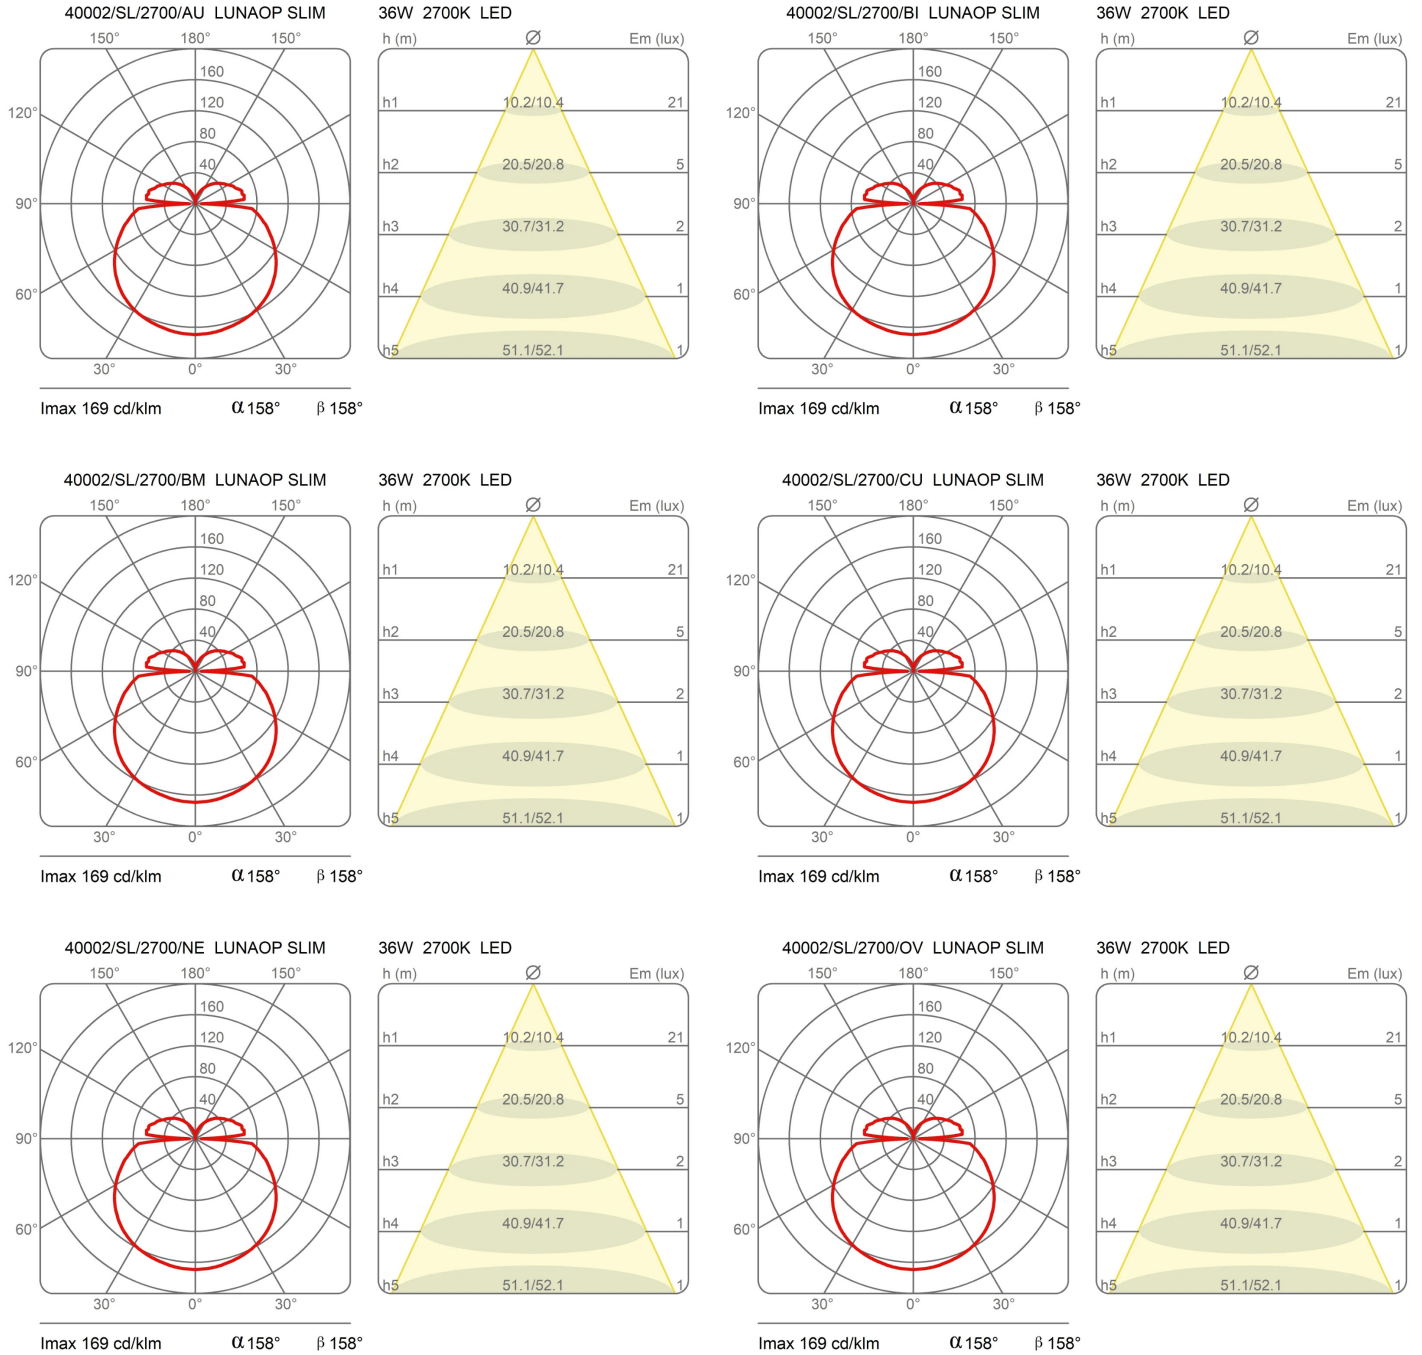 40002/SL/2700/AU LUNAOP SLIM 36W 2700K LED
150° 180° 150° h (m) Ø Em (lux)
160
120° 120 h1 10.2/10.4 21
80
40 h2 20.5/20.8 5
90° h3 30.7/31.2 2
60° h4 40.9/41.7 1
h5 51.1/52.1 1
30° 0° 30°
Imax 169 cd/klm α 158° β 158°
40002/SL/2700/BI LUNAOP SLIM 36W 2700K LED
150° 180° 150° h (m) Ø Em (lux)
160
120° 120 h1 10.2/10.4 21
80
40 h2 20.5/20.8 5
90° h3 30.7/31.2 2
60° h4 40.9/41.7 1
h5 51.1/52.1 1
30° 0° 30°
Imax 169 cd/klm α 158° β 158°
40002/SL/2700/BM LUNAOP SLIM 36W 2700K LED
150° 180° 150° h (m) Ø Em (lux)
160
120° 120 h1 10.2/10.4 21
80
40 h2 20.5/20.8 5
90° h3 30.7/31.2 2
60° h4 40.9/41.7 1
h5 51.1/52.1 1
30° 0° 30°
Imax 169 cd/klm α 158° β 158°
40002/SL/2700/CU LUNAOP SLIM 36W 2700K LED
150° 180° 150° h (m) Ø Em (lux)
160
120° 120 h1 10.2/10.4 21
80
40 h2 20.5/20.8 5
90° h3 30.7/31.2 2
60° h4 40.9/41.7 1
h5 51.1/52.1 1
30° 0° 30°
Imax 169 cd/klm α 158° β 158°
40002/SL/2700/NE LUNAOP SLIM 36W 2700K LED
150° 180° 150° h (m) Ø Em (lux)
160
120° 120 h1 10.2/10.4 21
80
40 h2 20.5/20.8 5
90° h3 30.7/31.2 2
60° h4 40.9/41.7 1
h5 51.1/52.1 1
30° 0° 30°
Imax 169 cd/klm α 158° β 158°
40002/SL/2700/OV LUNAOP SLIM 36W 2700K LED
150° 180° 150° h (m) Ø Em (lux)
160
120° 120 h1 10.2/10.4 21
80
40 h2 20.5/20.8 5
90° h3 30.7/31.2 2
60° h4 40.9/41.7 1
h5 51.1/52.1 1
30° 0° 30°
Imax 169 cd/klm α 158° β 158°